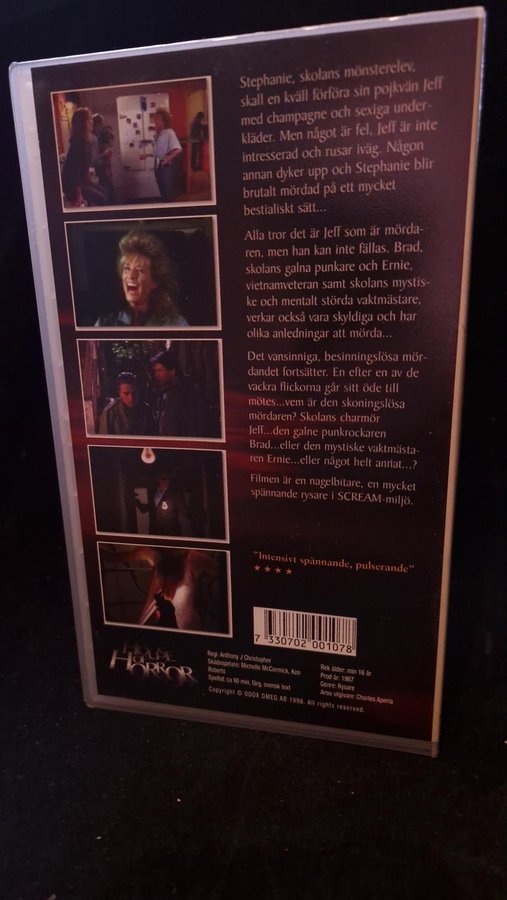 Stephanie, skolans mönsterelev,
skall en kväll förföra sin pojkvän Jeff
med champagne och sexiga under-
kläder. Men något är fel, Jeff är inte
intresserad och rusar iväg. Någon
annan dyker upp och Stephanie blir
brutalt mördad på ett mycket
bestialiskt sätt...
Alla tror det är Jeff som är mörda-
ren, men han kan inte fällas. Brad,
skolans galna punkare och Ernie,
vietnamveteran samt skolans mystis-
ke och mentalt störda vaktmästare,
verkar också vara skyldiga och har
olika anledningar att mörda...
Det vansinniga, besinningslösa mör-
dandet fortsätter. En efter en av de
vackra flickorna går sitt öde till
mötes...vem är den skoningslösa
mördaren? Skolans charmör
Jeff...den galne punkrockaren
Brad...eller den mystiske vaktmästa-
ren Ernie...eller något helt annat...?
Filmen är en nagelbitare, en mycket
spännande rysare i SCREAM-miljö.
"Intensivt spännande, pulserande"
★ ★ ★ ★
7 330702 001078
HOUSE
OF
HORROR
Regi: Anthony J Christopher
Skådespelare: Michelle McCormick, Ken
Roberts
Speltid: ca 90 min, färg, svensk text
Rek ålder: min 16 år
Prod år: 1987
Genre: Rysare
Ansv utgivare: Charles Aperia
Copyright © DDOX OMEG AB 1998. All rights reserved.